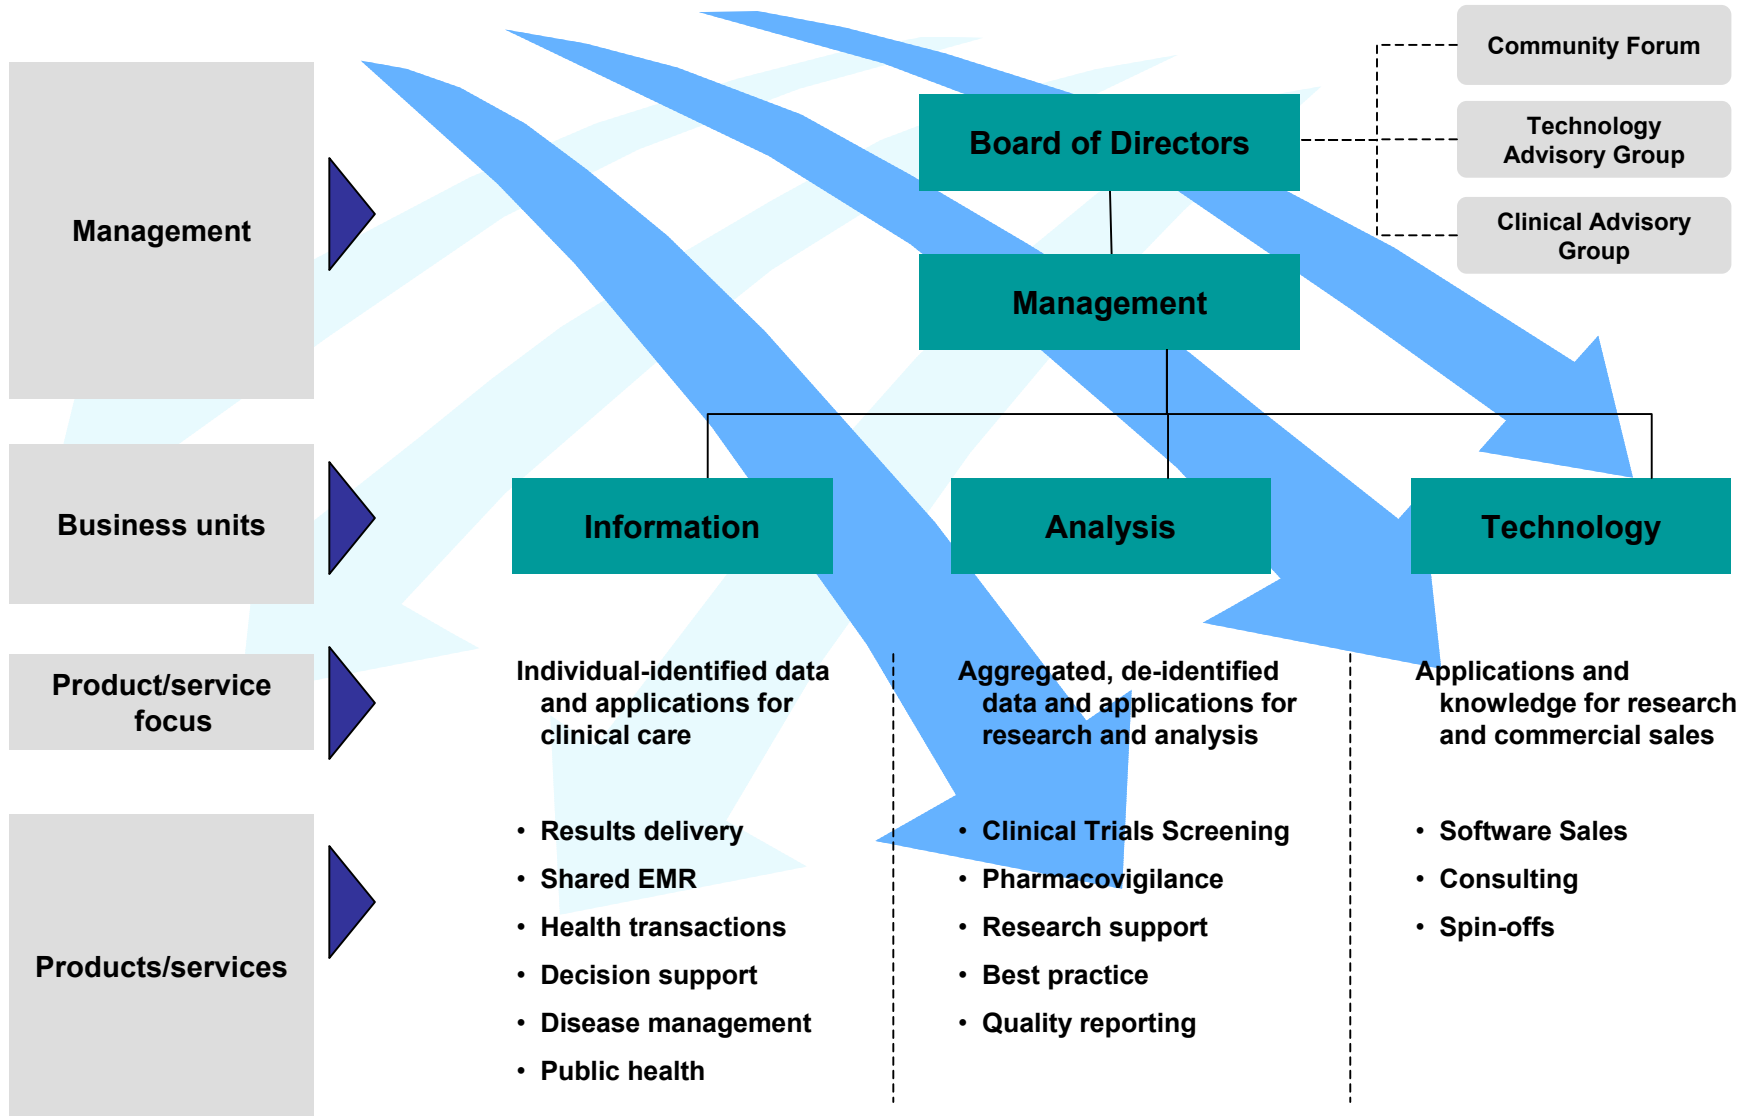 Community Forum
Technology
Advisory Group
Clinical Advisory
Group
Board of Directors
Management
Management
Business units
Information
Analysis
Technology
Product/service
focus
Individual-identified data
and applications for
clinical care
Aggregated, de-identified
data and applications for
research and analysis
Applications and
knowledge for research
and commercial sales
Products/services
• Results delivery
• Shared EMR
• Health transactions
• Decision support
• Disease management
• Public health
• Clinical Trials Screening
• Pharmacovigilance
• Research support
• Best practice
• Quality reporting
• Software Sales
• Consulting
• Spin-offs